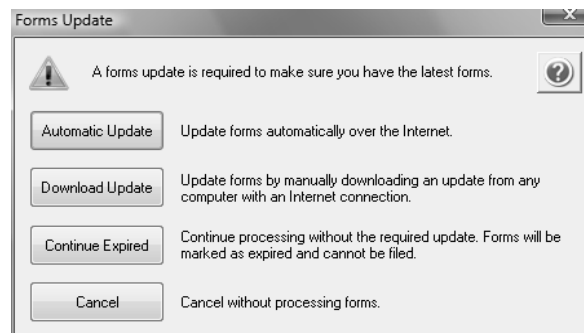 Forms Update
A forms update is required to make sure you have the latest forms.
Automatic Update
Update forms automatically over the Internet.
Download Update
Update forms by manually downloading an update from any
computer with an Internet connection.
Continue Expired
Continue processing without the required update. Forms will be
marked as expired and cannot be filed.
Cancel
Cancel without processing forms.